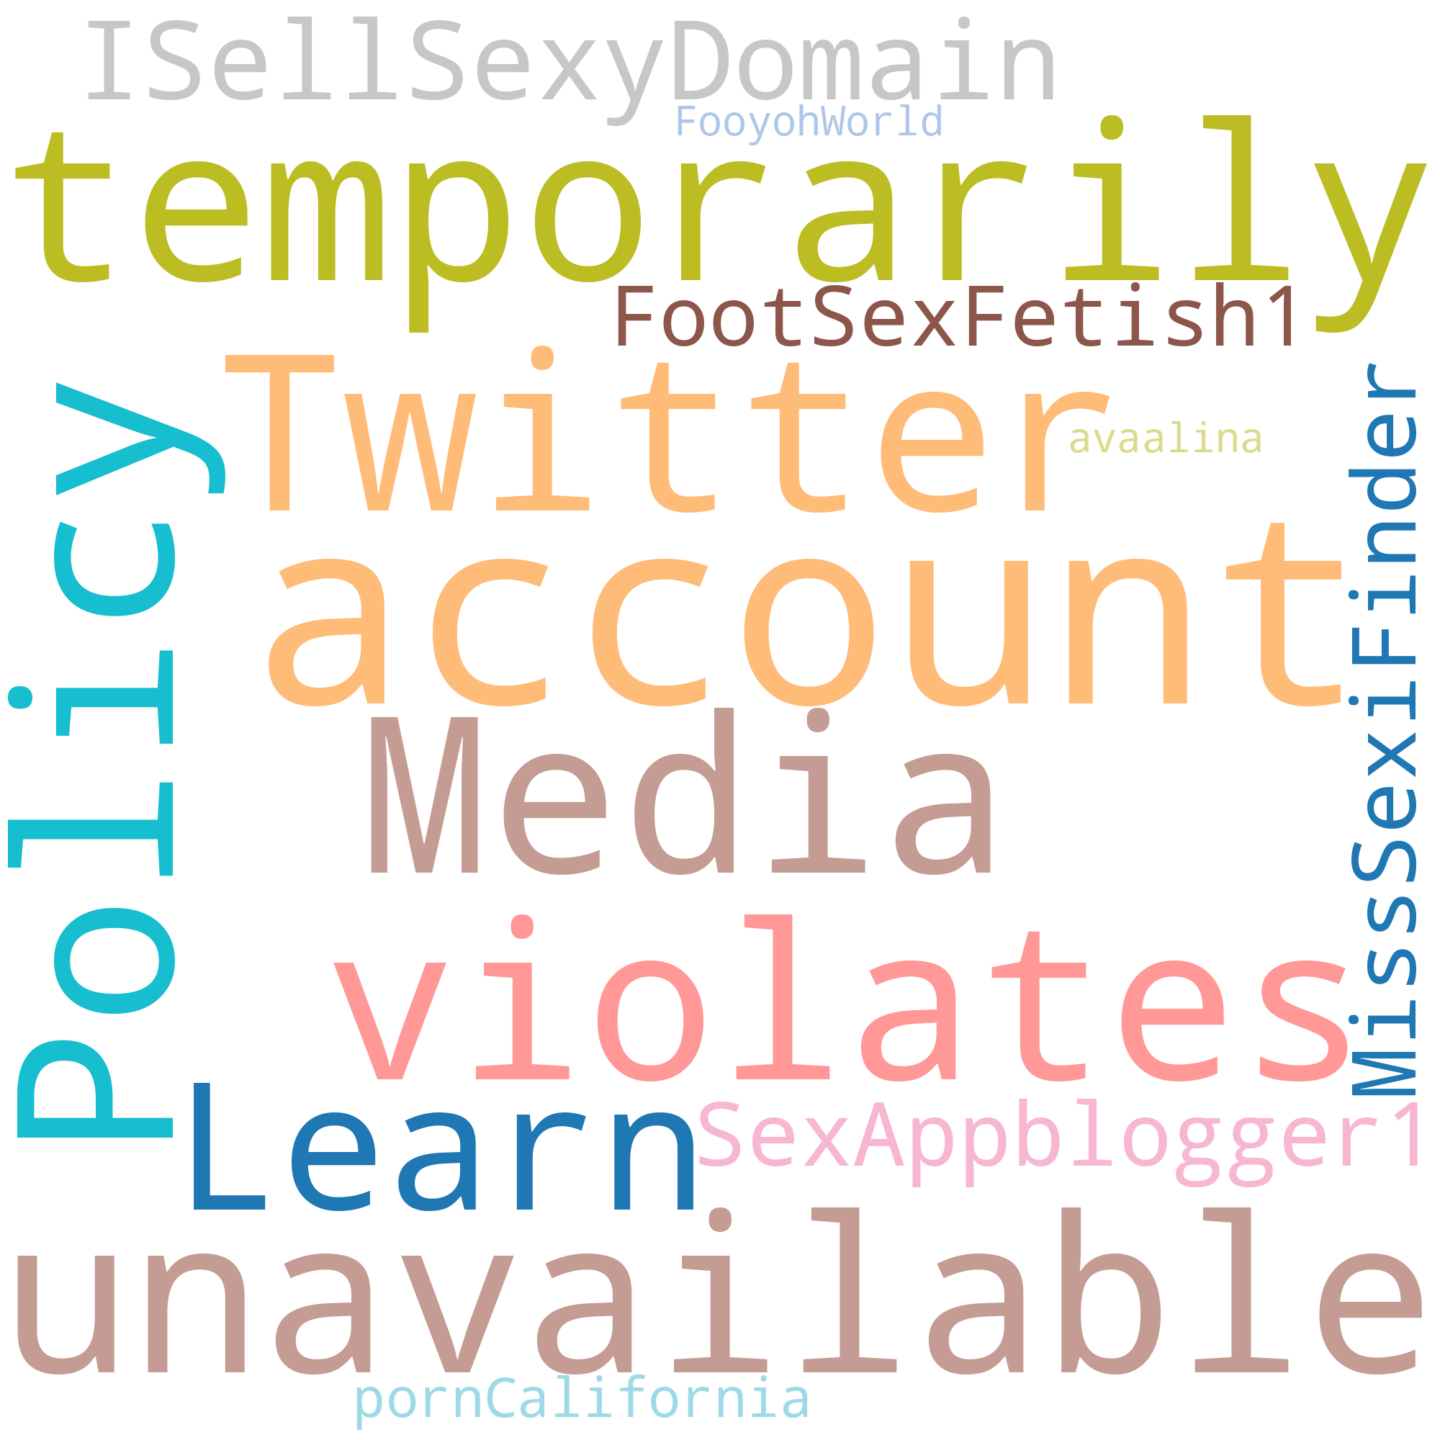 ISellSexyDomain
FooyohWorld
temporarily
FootSexFetish1
Twitter
avaalina
Policy
MissSexiFinder
account
Media
violates
Learn
SexAppblogger1
unavailable
pornCalifornia